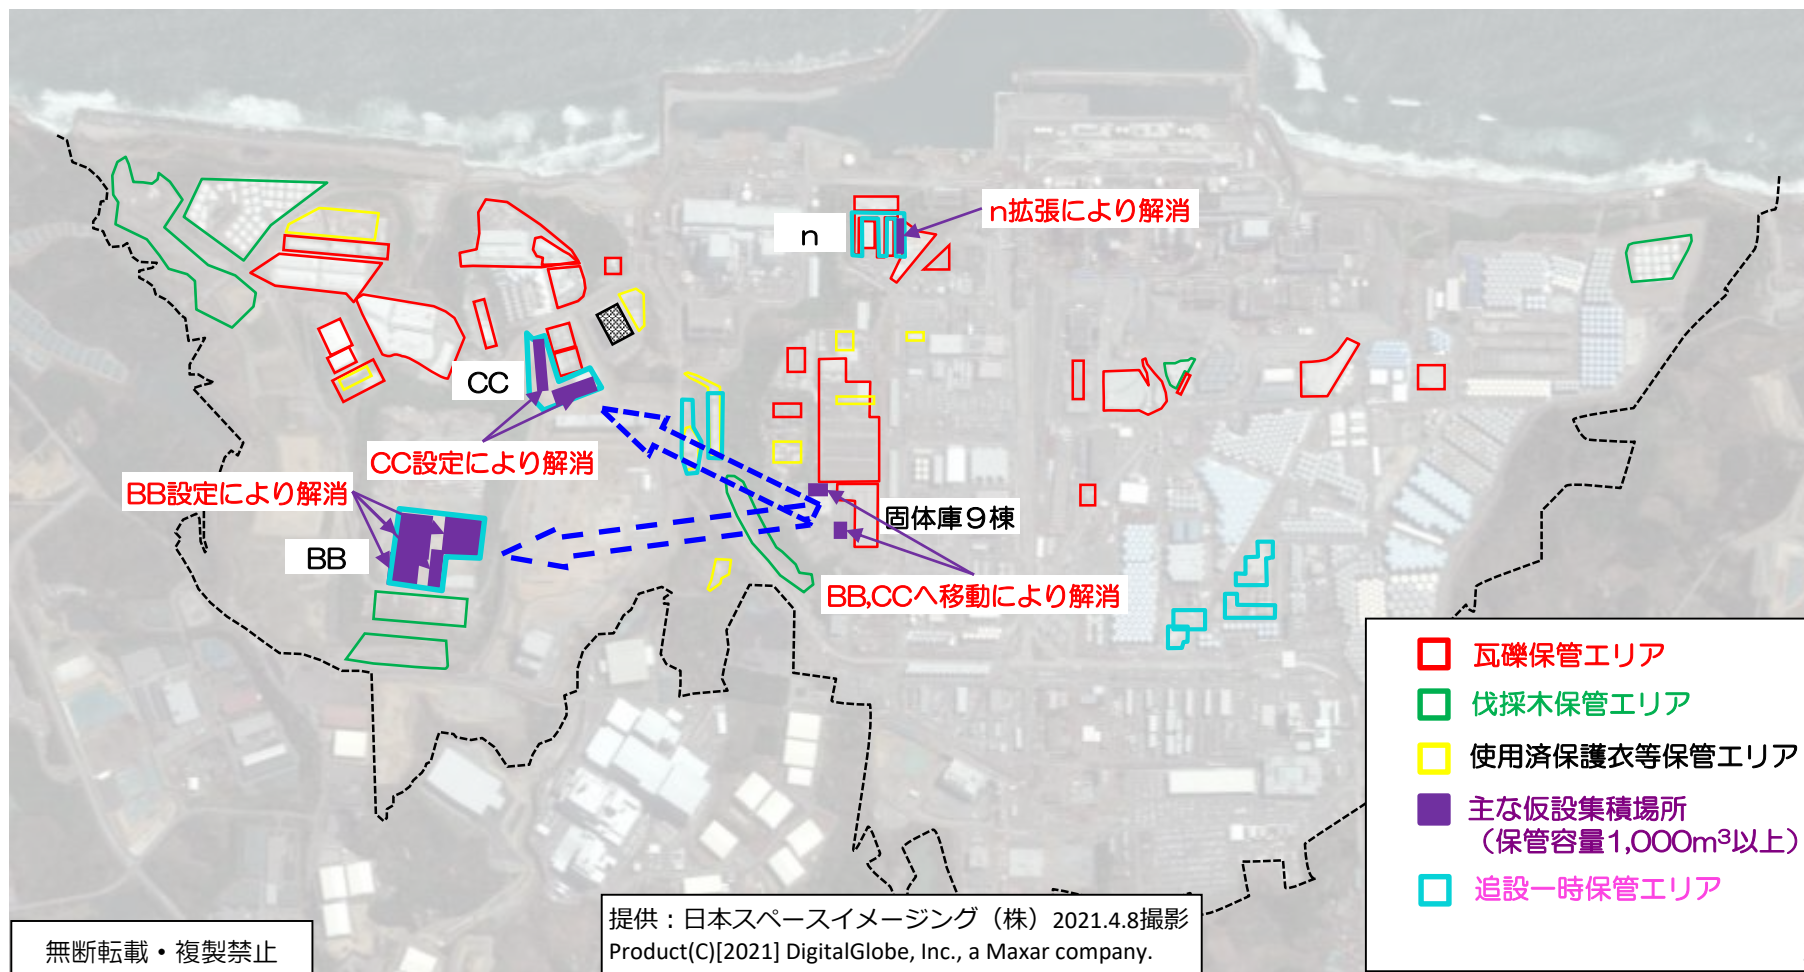 n拡張により解消
n
CC
CC設定により解消
BB設定により解消
固体庫9棟
BB
BB,CCへ移動により解消
瓦礫保管エリア
伐採木保管エリア
使用済保護衣等保管エリア
主な仮設集積場所
（保管容量1,000m³以上）
追設一時保管エリア
提供：日本スペースイメージング（株）2021.4.8撮影
Product(C)[2021] DigitalGlobe, Inc., a Maxar company.
無断転載・複製禁止